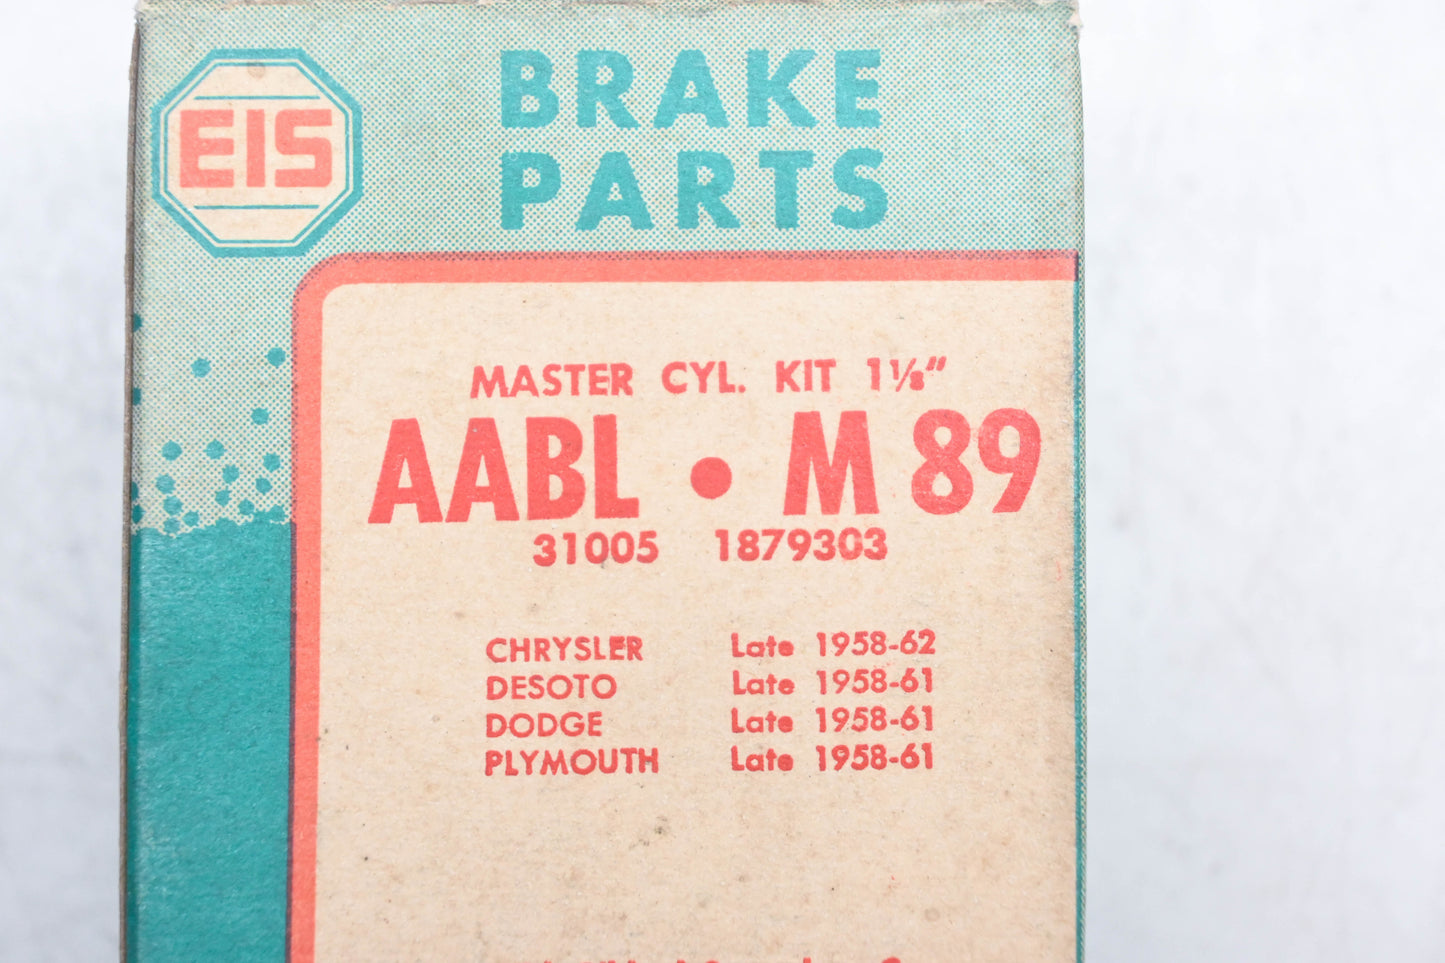 EIS
BRAKE
PARTS
MASTER CYL. KIT 1⅛"
AABL • M 89
31005 1879303
CHRYSLER Late 1958-62
DESOTO Late 1958-61
DODGE Late 1958-61
PLYMOUTH Late 1958-61